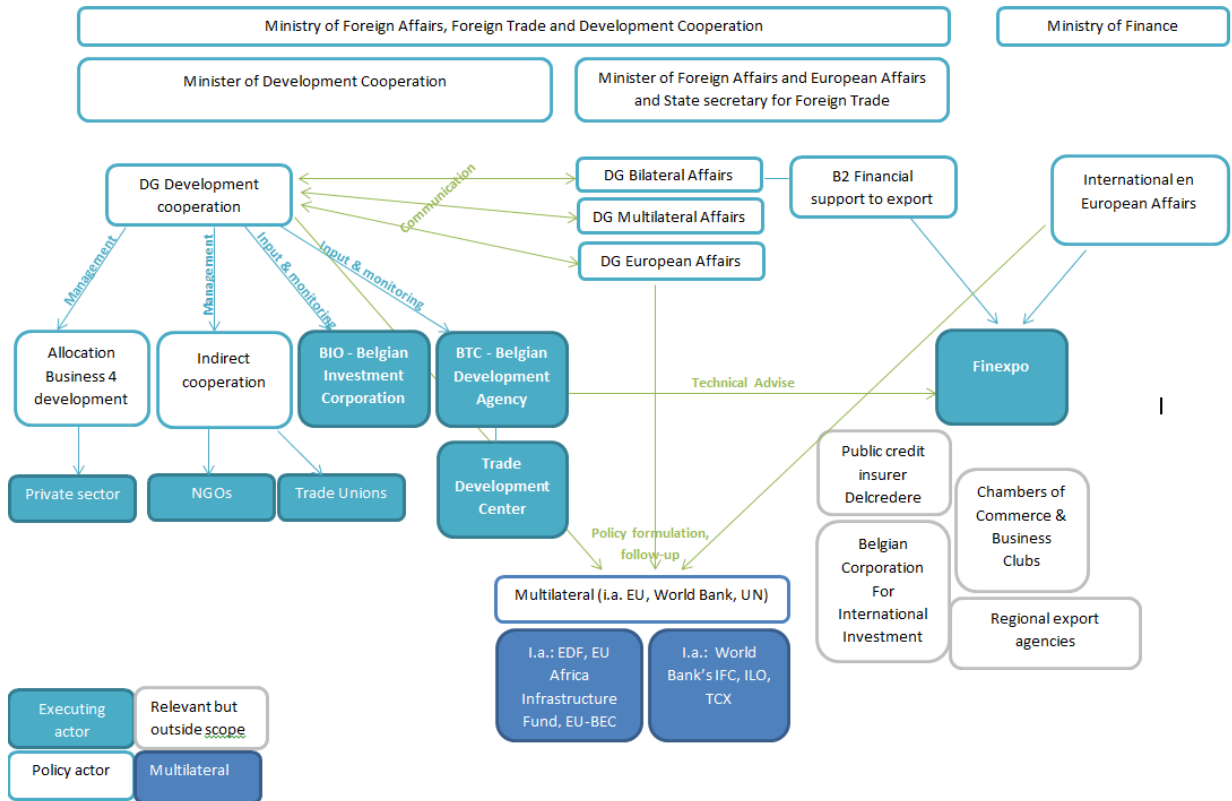 Ministry of Foreign Affairs, Foreign Trade and Development Cooperation
Ministry of Finance
Minister of Development Cooperation
Minister of Foreign Affairs and European Affairs
and State secretary for Foreign Trade
DG Development
cooperation
Communication
DG Bilateral Affairs
DG Multilateral Affairs
DG European Affairs
B2 Financial
support to export
International en
European Affairs
Management
Management
Input & monitoring
Input & monitoring
Allocation
Business 4
development
Indirect
cooperation
BIO - Belgian
Investment
Corporation
BTC - Belgian
Development
Agency
Technical Advise
Finexpo
Private sector
NGOs
Trade Unions
Trade
Development
Center
Public credit
insurer
Delcredere
Chambers of
Commerce &
Business
Clubs
Belgian
Corporation
For
International
Investment
Regional export
agencies
Policy formulation,
follow-up
Multilateral (i.a. EU, World Bank, UN)
I.a.: EDF, EU
Africa
Infrastructure
Fund, EU-BEC
I.a.: World
Bank's IFC, ILO,
TCX
Executing
actor
Relevant but
outside scope
Policy actor
Multilateral